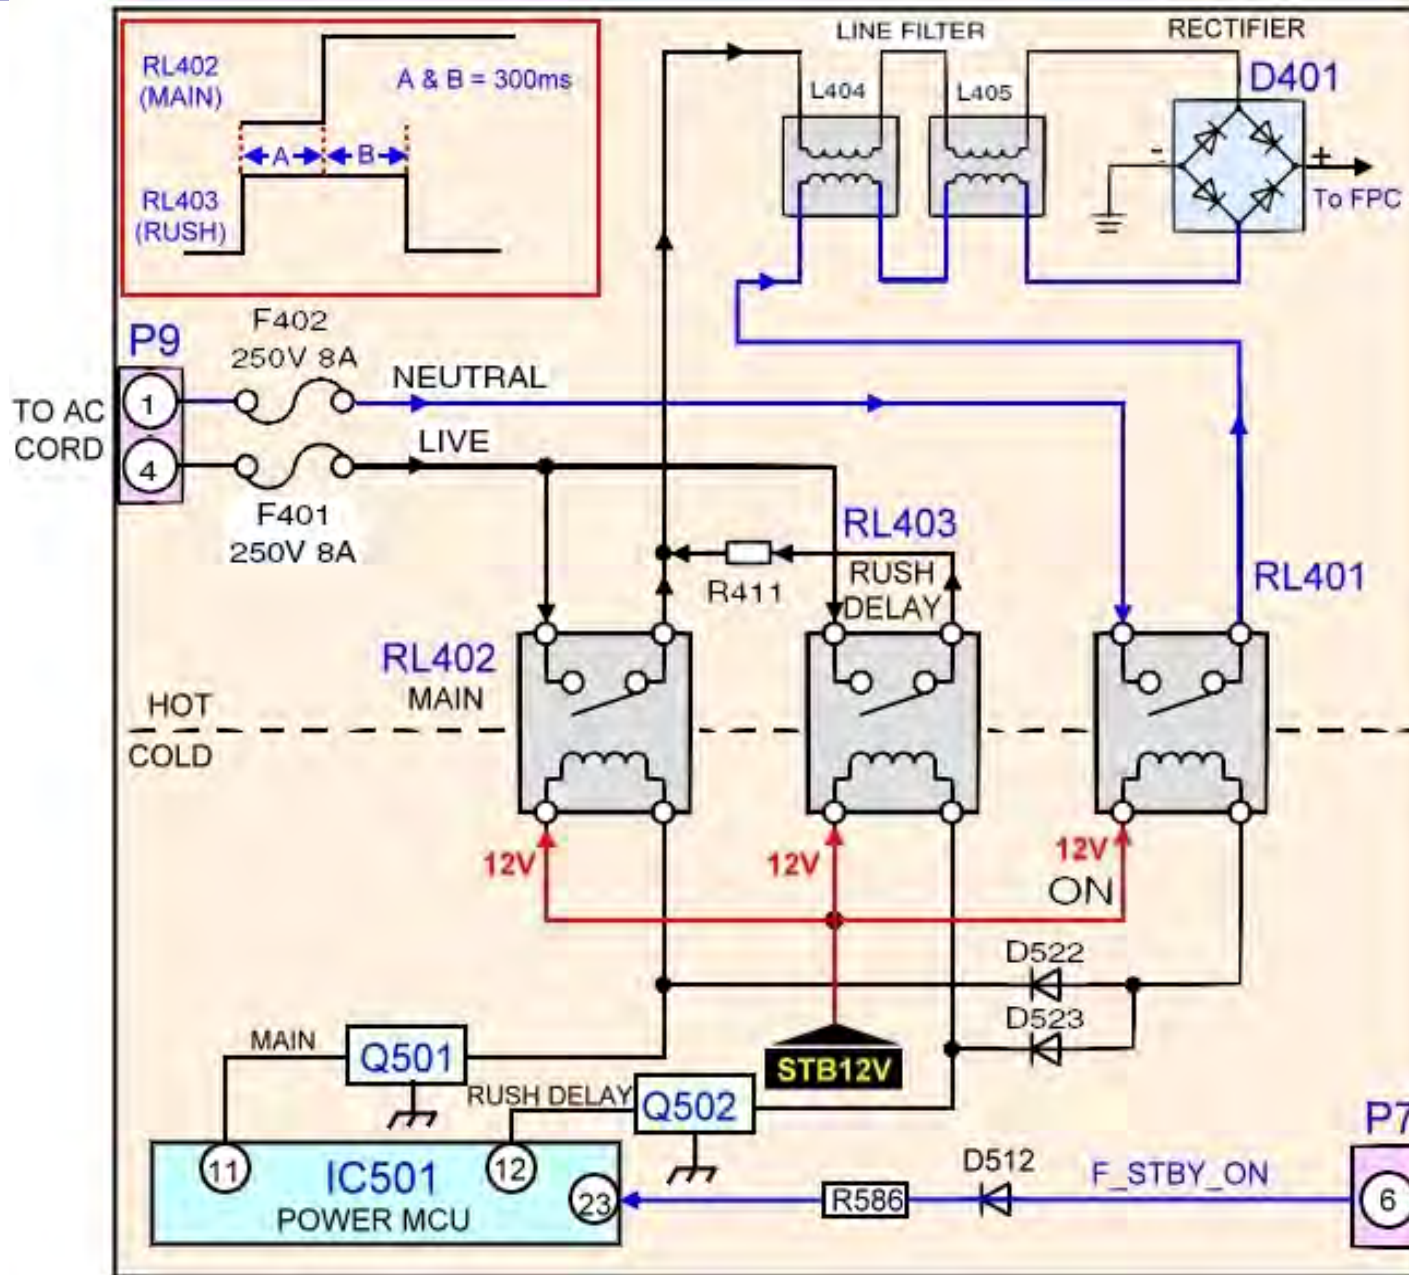 LINE FILTER
RECTIFIER
RL402
(MAIN)
A & B = 300ms
A
B
RL403
(RUSH)
L404
L405
D401
-
+
To FPC
F402
250V 8A
P9
1
NEUTRAL
TO AC
CORD
LIVE
4
F401
250V 8A
RL403
RUSH
DELAY
R411
RL401
RL402
MAIN
HOT
COLD
12V
12V
12V
ON
D522
D523
MAIN
Q501
STB12V
RUSH DELAY
Q502
P7
11
IC501
12
POWER MCU
23
R586
D512
F_STBY_ON
6